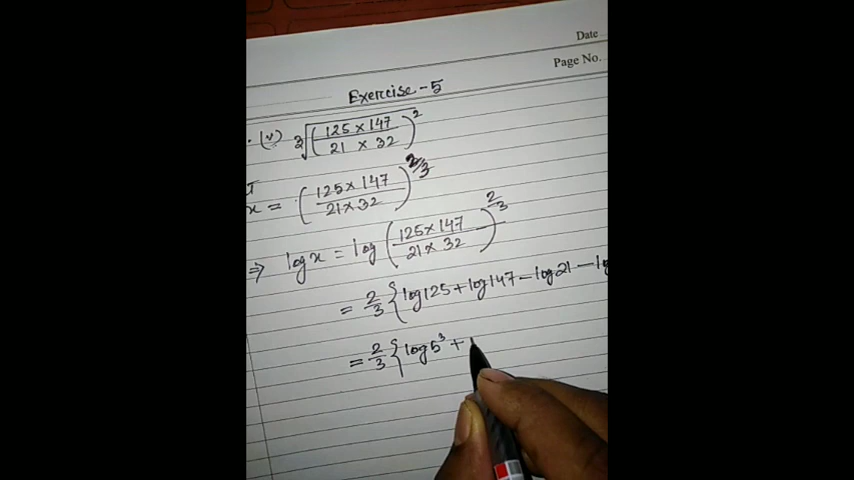 Date
Page No.
Exercise - 5
(v) ∛(125 × 147 / 21 × 32)²
x = (125 × 147 / 21 × 32)^2/3
⇒ log x = log (125 × 147 / 21 × 32)^2/3
= 2/3 { log 125 + log 147 - log 21 - lo
= 2/3 { log 5³ +